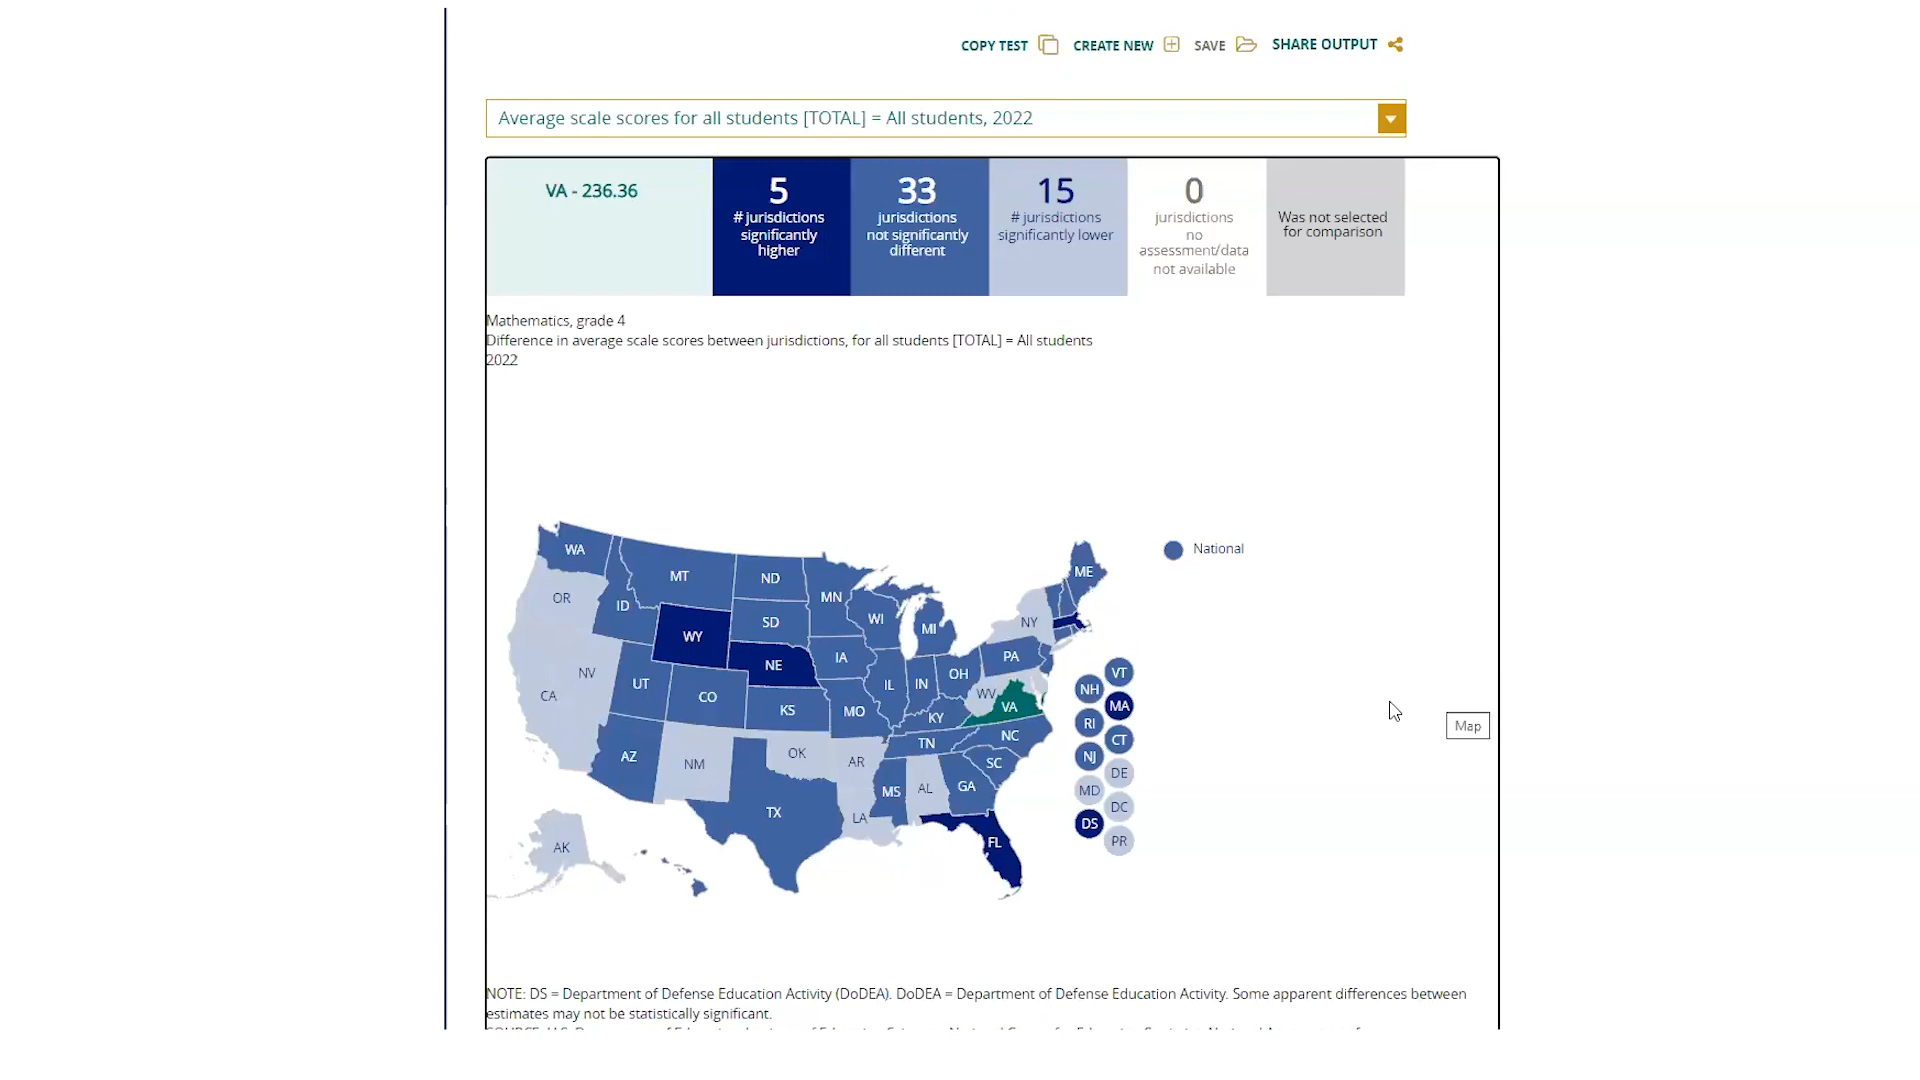 COPY TEST CREATE NEW SAVE SHARE OUTPUT
Average scale scores for all students [TOTAL] = All students, 2022
VA - 236.36
5
# jurisdictions
significantly
higher
33
jurisdictions
not significantly
different
15
# jurisdictions
significantly lower
0
jurisdictions
no
assessment/data
not available
Was not selected
for comparison
Mathematics, grade 4
Difference in average scale scores between jurisdictions, for all students [TOTAL] = All students
2022
National
WA
MT
ND
ME
MN
OR
ID
SD
WI
NY
MI
WY
IA
PA
NE
OH
NV
UT
IL
IN
WV
CA
CO
VA
KS
MO
KY
NC
TN
AZ
OK
AR
SC
NM
MS
AL
GA
TX
LA
FL
AK
VT
NH
MA
RI
CT
NJ
DE
MD
DC
DS
PR
Map
NOTE: DS = Department of Defense Education Activity (DoDEA). DoDEA = Department of Defense Education Activity. Some apparent differences between
estimates may not be statistically significant.